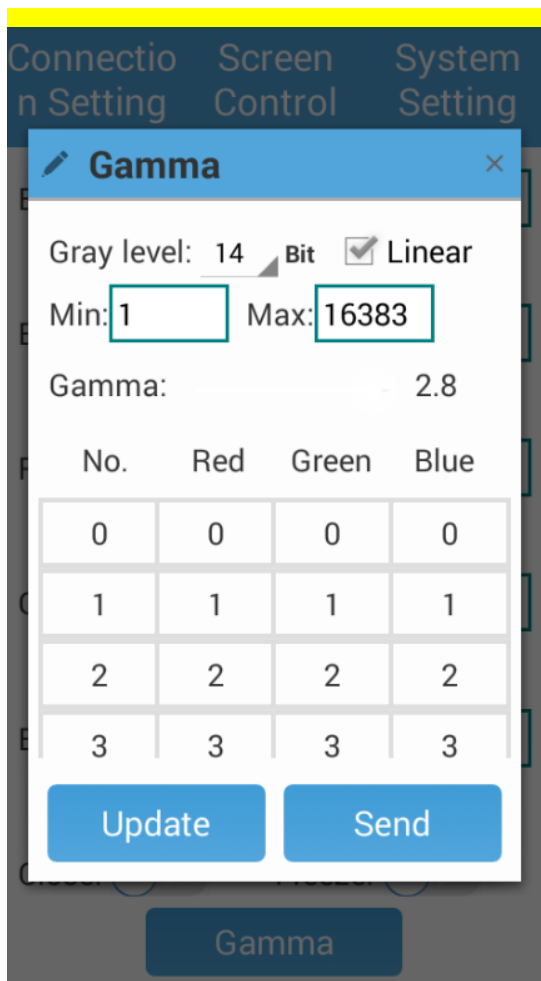 Connectio
n Setting
Screen
Control
System
Setting
Gamma ×
Gray level: 14 Bit Linear
Min: 1 Max: 16383
Gamma: 2.8
No. Red Green Blue
0 0 0 0
1 1 1 1
2 2 2 2
3 3 3 3
Update Send
Gamma